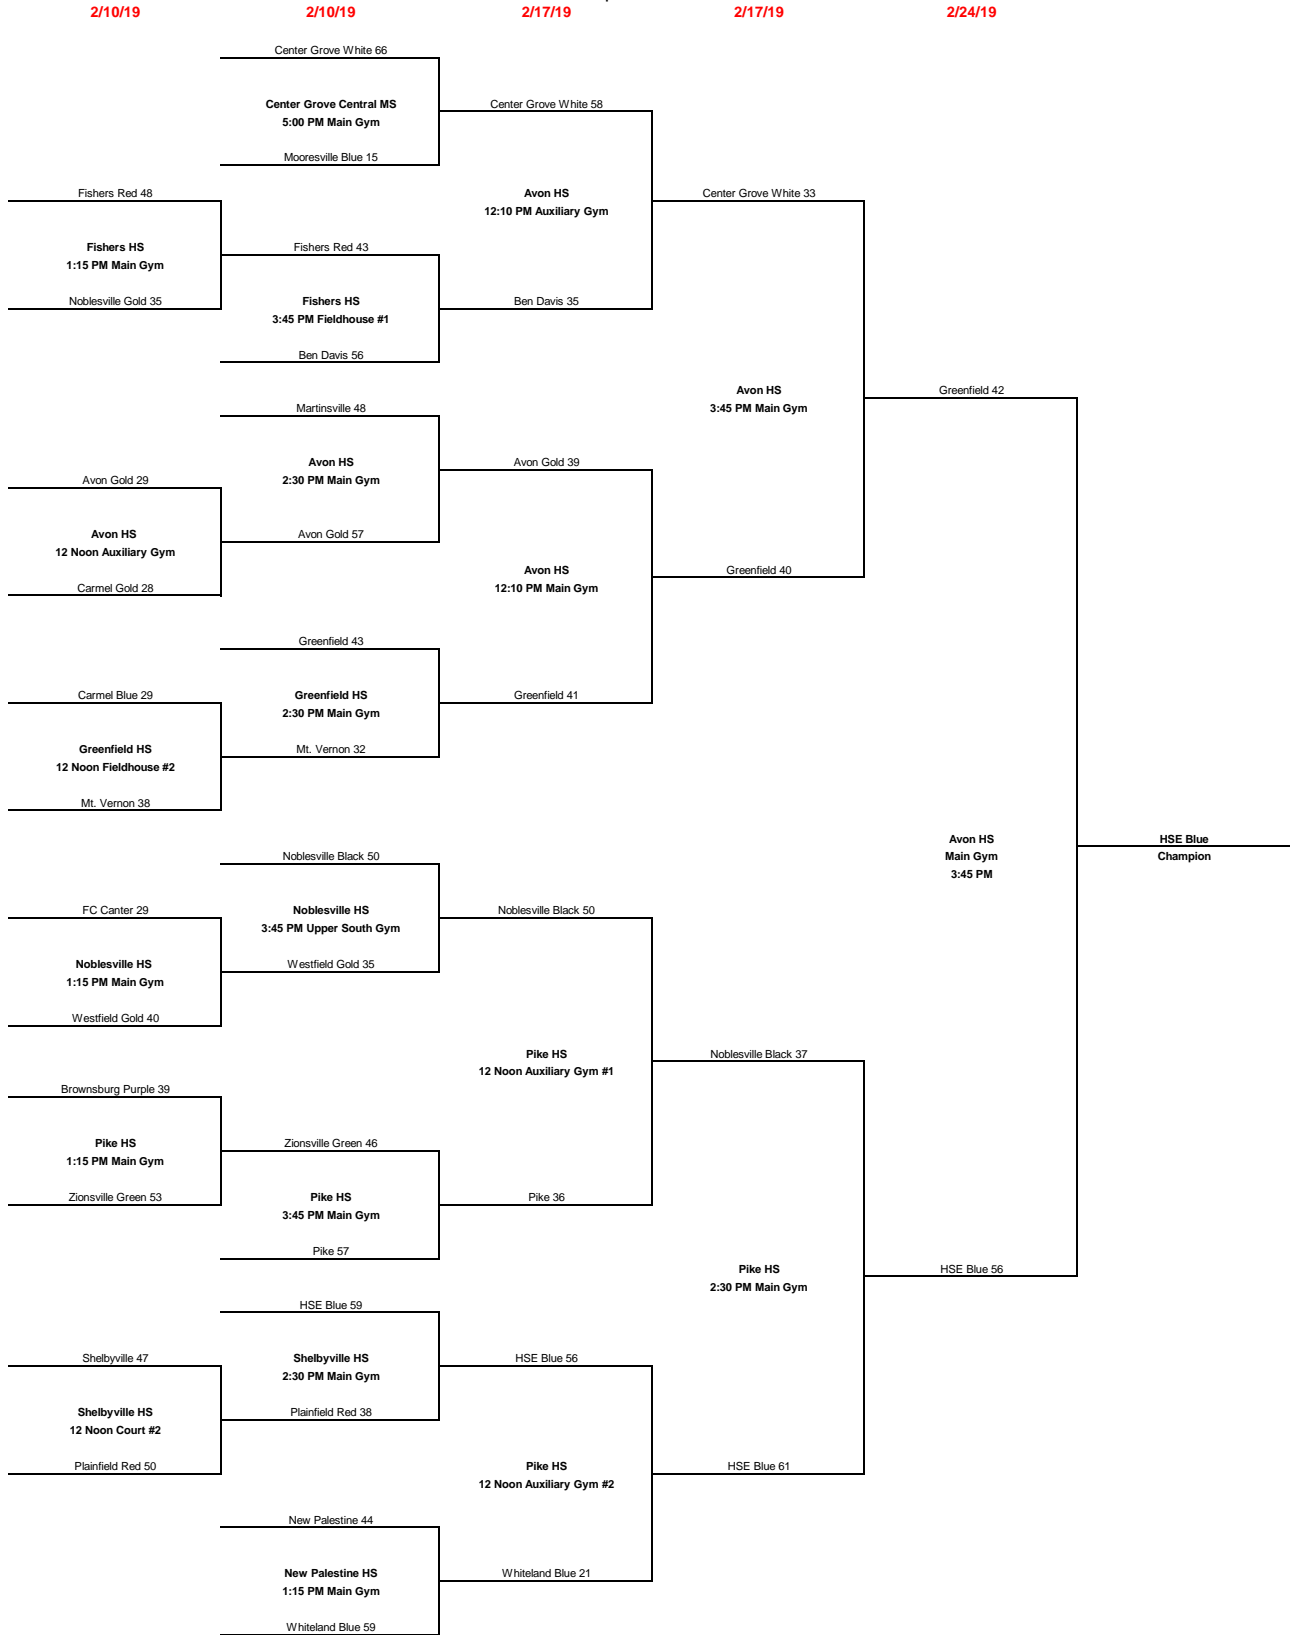 2/10/19 2/10/19 2/17/19 2/17/19 2/24/19
Center Grove White 66
Center Grove Central MS
5:00 PM Main Gym
Center Grove White 58
Mooresville Blue 15
Fishers Red 48
Avon HS
12:10 PM Auxiliary Gym
Center Grove White 33
Fishers HS
1:15 PM Main Gym
Fishers Red 43
Noblesville Gold 35
Fishers HS
3:45 PM Fieldhouse #1
Ben Davis 35
Ben Davis 56
Avon HS
3:45 PM Main Gym
Greenfield 42
Martinsville 48
Avon HS
2:30 PM Main Gym
Avon Gold 39
Avon Gold 29
Avon HS
12 Noon Auxiliary Gym
Avon Gold 57
Carmel Gold 28
Avon HS
12:10 PM Main Gym
Greenfield 40
Greenfield 43
Carmel Blue 29
Greenfield HS
2:30 PM Main Gym
Greenfield 41
Greenfield HS
12 Noon Fieldhouse #2
Mt. Vernon 32
Mt. Vernon 38
Avon HS
Main Gym
3:45 PM
HSE Blue
Champion
Noblesville Black 50
FC Canter 29
Noblesville HS
3:45 PM Upper South Gym
Noblesville Black 50
Noblesville HS
1:15 PM Main Gym
Westfield Gold 35
Westfield Gold 40
Pike HS
12 Noon Auxiliary Gym #1
Noblesville Black 37
Brownsburg Purple 39
Pike HS
1:15 PM Main Gym
Zionsville Green 46
Zionsville Green 53
Pike HS
3:45 PM Main Gym
Pike 36
Pike 57
Pike HS
2:30 PM Main Gym
HSE Blue 56
HSE Blue 59
Shelbyville 47
Shelbyville HS
2:30 PM Main Gym
HSE Blue 56
Shelbyville HS
12 Noon Court #2
Plainfield Red 38
Plainfield Red 50
Pike HS
12 Noon Auxiliary Gym #2
HSE Blue 61
New Palestine 44
New Palestine HS
1:15 PM Main Gym
Whiteland Blue 21
Whiteland Blue 59